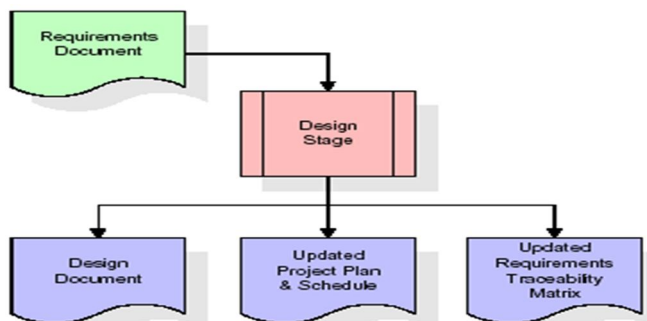 Requirements
Document
Design
Stage
Design
Document
Updated
Project Plan
& Schedule
Updated
Requirements
Traceability
Matrix